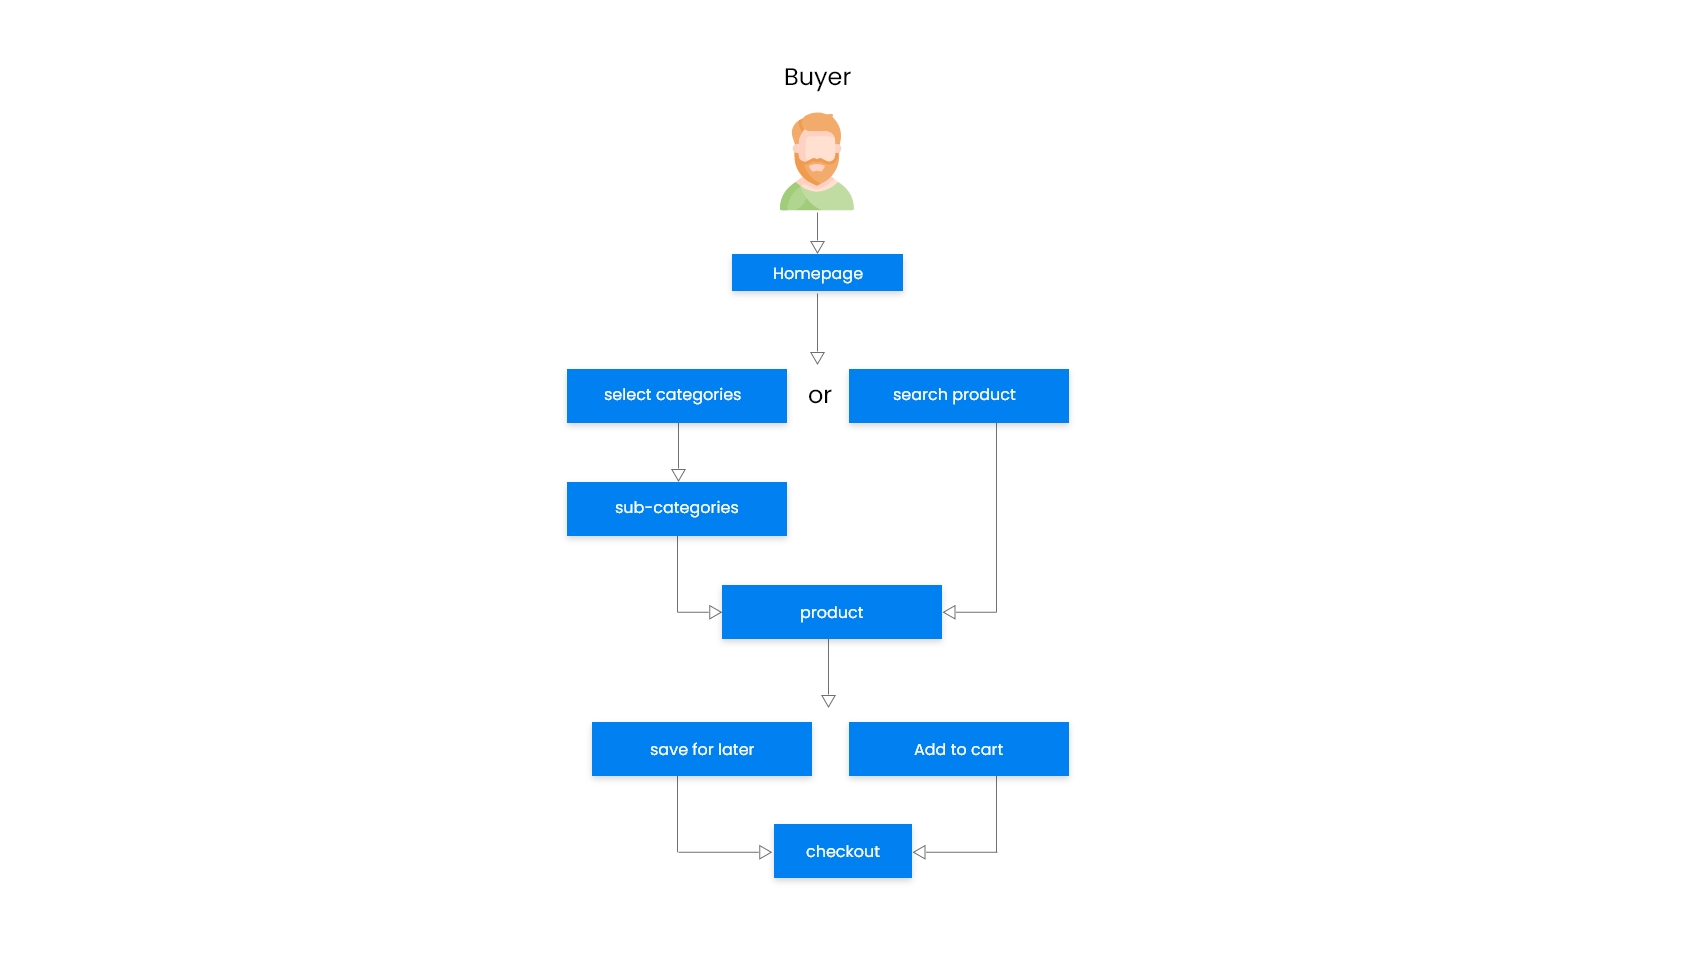 Buyer
Homepage
select categories
or
search product
sub-categories
product
save for later
Add to cart
checkout